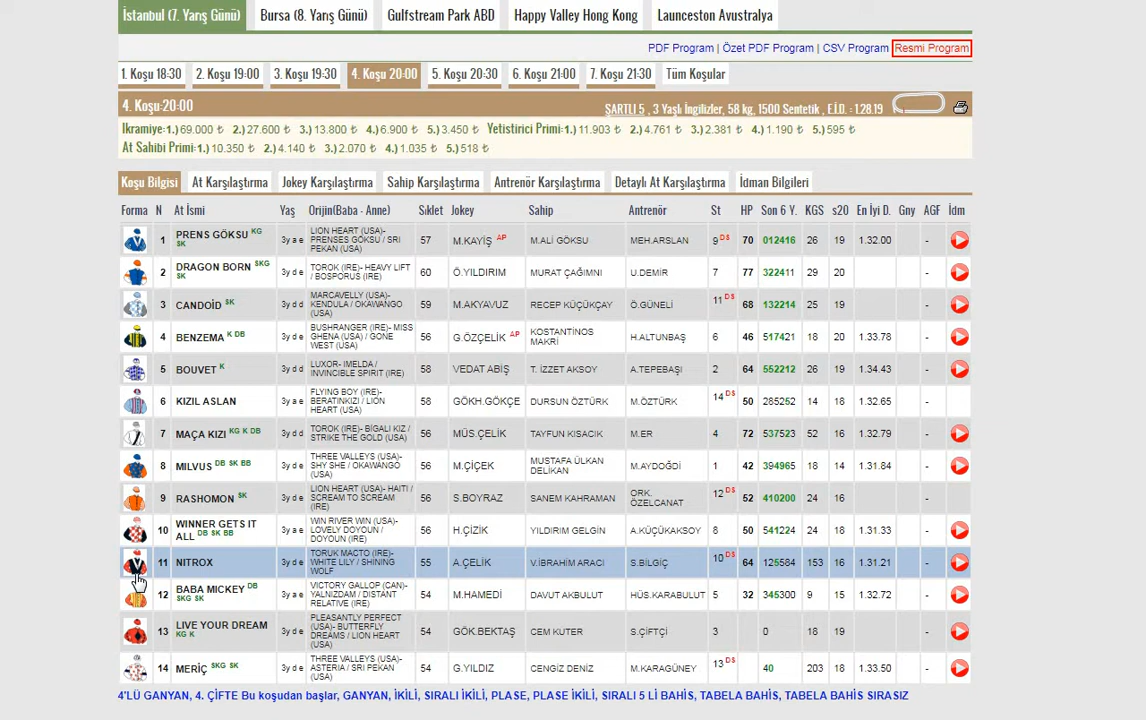 İstanbul (7. Yarış Günü) Bursa (8. Yarış Günü) Gulfstream Park ABD Happy Valley Hong Kong Launceston Avustralya
PDF Program | Özet PDF Program | CSV Program Resmi Program
1. Koşu 18:30 2. Koşu 19:00 3. Koşu 19:30 4. Koşu 20:00 5. Koşu 20:30 6. Koşu 21:00 7. Koşu 21:30 Tüm Koşular
4. Koşu:20:00 ŞARTLI 5 , 3 Yaşlı İngilizler, 58 kg, 1500 Sentetik , E.İ.D. : 1.28.19
Ikramiye:1.) 69.000 ₺ 2.) 27.600 ₺ 3.) 13.800 ₺ 4.) 6.900 ₺ 5.) 3.450 ₺ Yetistirici Primi:1.) 11.903 ₺ 2.) 4.761 ₺ 3.) 2.381 ₺ 4.) 1.190 ₺ 5.) 595 ₺
At Sahibi Primi:1.) 10.350 ₺ 2.) 4.140 ₺ 3.) 2.070 ₺ 4.) 1.035 ₺ 5.) 518 ₺
Koşu Bilgisi At Karşılaştırma Jokey Karşılaştırma Sahip Karşılaştırma Antrenör Karşılaştırma Detaylı At Karşılaştırma İdman Bilgileri
Forma N At İsmi Yaş Orijin(Baba - Anne) Sıklet Jokey Sahip Antrenör St HP Son 6 Y. KGS s20 En İyi D. Gny AGF İdm
1 PRENS GÖKSU KG SK 3y a e LION HEART (USA)- PRENSES GÖKSU / SRI PEKAN (USA) 57 M.KAYİŞ AP M.ALİ GÖKSU MEH.ARSLAN 9 DS 70 012416 26 19 1.32.00 -
2 DRAGON BORN SKG SK 3y d e TOROK (IRE)- HEAVY LIFT / BOSPORUS (IRE) 60 Ö.YILDIRIM MURAT ÇAĞIMNI U.DEMİR 7 77 322411 29 20 -
3 CANDOİD SK 3y d d MARCAVELLY (USA)- KENDULA / OKAWANGO (USA) 59 M.AKYAVUZ RECEP KÜÇÜKÇAY Ö.GÜNELİ 11 DS 68 132214 25 19 -
4 BENZEMA K DB 3y d e BUSHRANGER (IRE)- MISS GHENA (USA) / GONE WEST (USA) 56 G.ÖZÇELİK AP KOSTANTİNOS MAKRİ H.ALTUNBAŞ 6 46 517421 18 20 1.33.78 -
5 BOUVET K 3y d d LUXOR- IMELDA / INVINCIBLE SPIRIT (IRE) 58 VEDAT ABİŞ T. İZZET AKSOY A.TEPEBAŞI 2 64 552212 26 19 1.34.43 -
6 KIZIL ASLAN 3y d e FLYING BOY (IRE)- BERATINKIZI / LION HEART (USA) 58 GÖKH.GÖKÇE DURSUN ÖZTÜRK M.ÖZTÜRK 14 DS 50 285252 14 18 1.32.65 -
7 MAÇA KIZI KG K DB 3y d d TOROK (IRE)- BİGALI KIZ / STRIKE THE GOLD (USA) 56 MÜS.ÇELİK TAYFUN KISACIK M.ER 4 72 537523 52 16 1.32.79 -
8 MILVUS DB SK BB 3y d e THREE VALLEYS (USA)- SHY SHE / OKAWANGO (USA) 56 M.ÇİÇEK MUSTAFA ÜLKAN DELİKAN M.AYDOĞDİ 1 42 394965 18 14 1.31.84 -
9 RASHOMON SK 3y d e LION HEART (USA)- HAITI / SCREAM TO SCREAM (IRE) 56 S.BOYRAZ SANEM KAHRAMAN ORK. ÖZELCANAT 12 DS 52 410200 24 16 -
10 WINNER GETS IT ALL DB SK BB 3y a e WIN RIVER WIN (USA)- LOVELY DOYOUN / DOYOUN (IRE) 56 H.ÇİZİK YILDIRIM GELGİN A.KÜÇÜKAKSOY 8 50 541224 24 18 1.31.33 -
11 NITROX 3y d e TORUK MACTO (IRE)- WHITE LILY / SHINING WOLF 55 A.ÇELİK V.İBRAHİM ARACI S.BİLGİÇ 10 DS 64 125584 153 16 1.31.21 -
12 BABA MICKEY DB SKG SK 3y d e VICTORY GALLOP (CAN)- YALNIZDAM / DISTANT RELATIVE (IRE) 54 M.HAMEDİ DAVUT AKBULUT HÜS.KARABULUT 5 32 345300 9 15 1.32.72 -
13 LIVE YOUR DREAM KG K 3y d e PLEASANTLY PERFECT (USA)- BUTTERFLY DREAMS / LION HEART (USA) 54 GÖK.BEKTAŞ CEM KUTER S.ÇİFTÇİ 3 0 18 19 -
14 MERİÇ SKG SK 3y d e THREE VALLEYS (USA)- ASTERIA / SRI PEKAN (USA) 54 G.YILDIZ CENGİZ DENİZ M.KARAGÜNEY 13 DS 40 203 18 1.33.50 -
4'LÜ GANYAN, 4. ÇİFTE Bu koşudan başlar, GANYAN, İKİLİ, SIRALI İKİLİ, PLASE, PLASE İKİLİ, SIRALI 5 Lİ BAHİS, TABELA BAHİS, TABELA BAHİS SIRASIZ